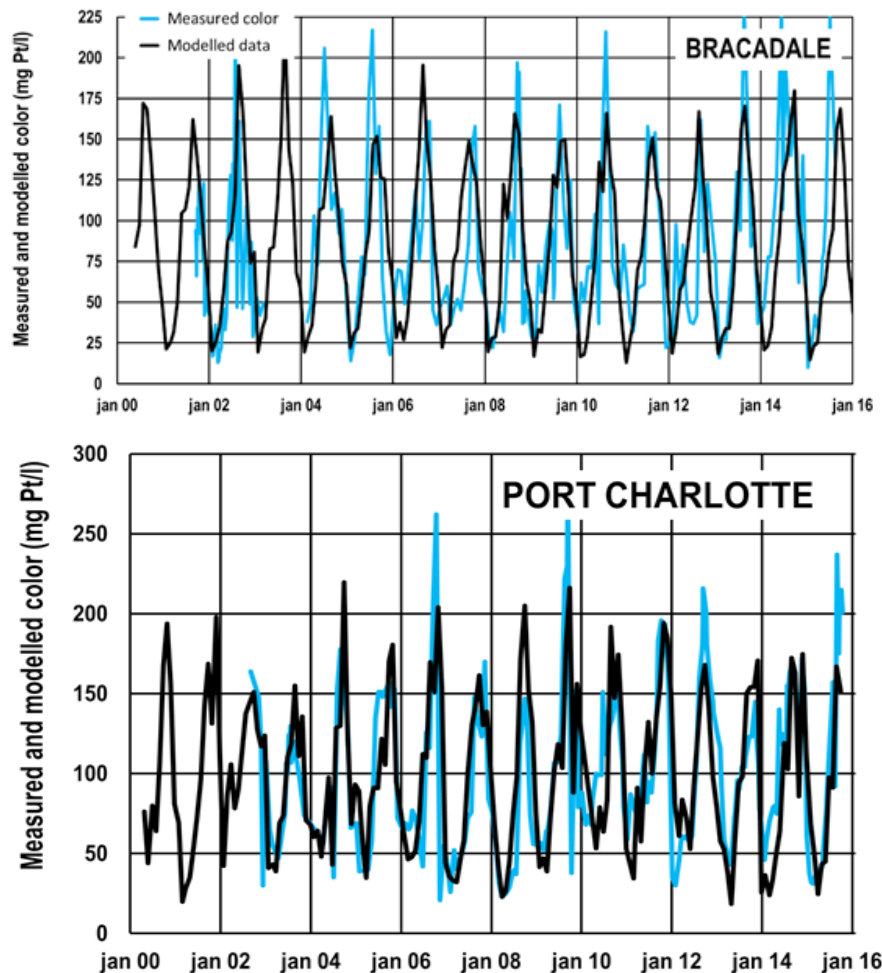 Measured and modelled color (mg Pt/l)
225
200
175
150
125
100
75
50
25
0
Measured color
Modelled data
BRACADALE
jan 00 jan 02 jan 04 jan 06 jan 08 jan 10 jan 12 jan 14 jan 16
Measured and modelled color (mg Pt/l)
300
250
200
150
100
50
0
PORT CHARLOTTE
jan 00 jan 02 jan 04 jan 06 jan 08 jan 10 jan 12 jan 14 jan 16